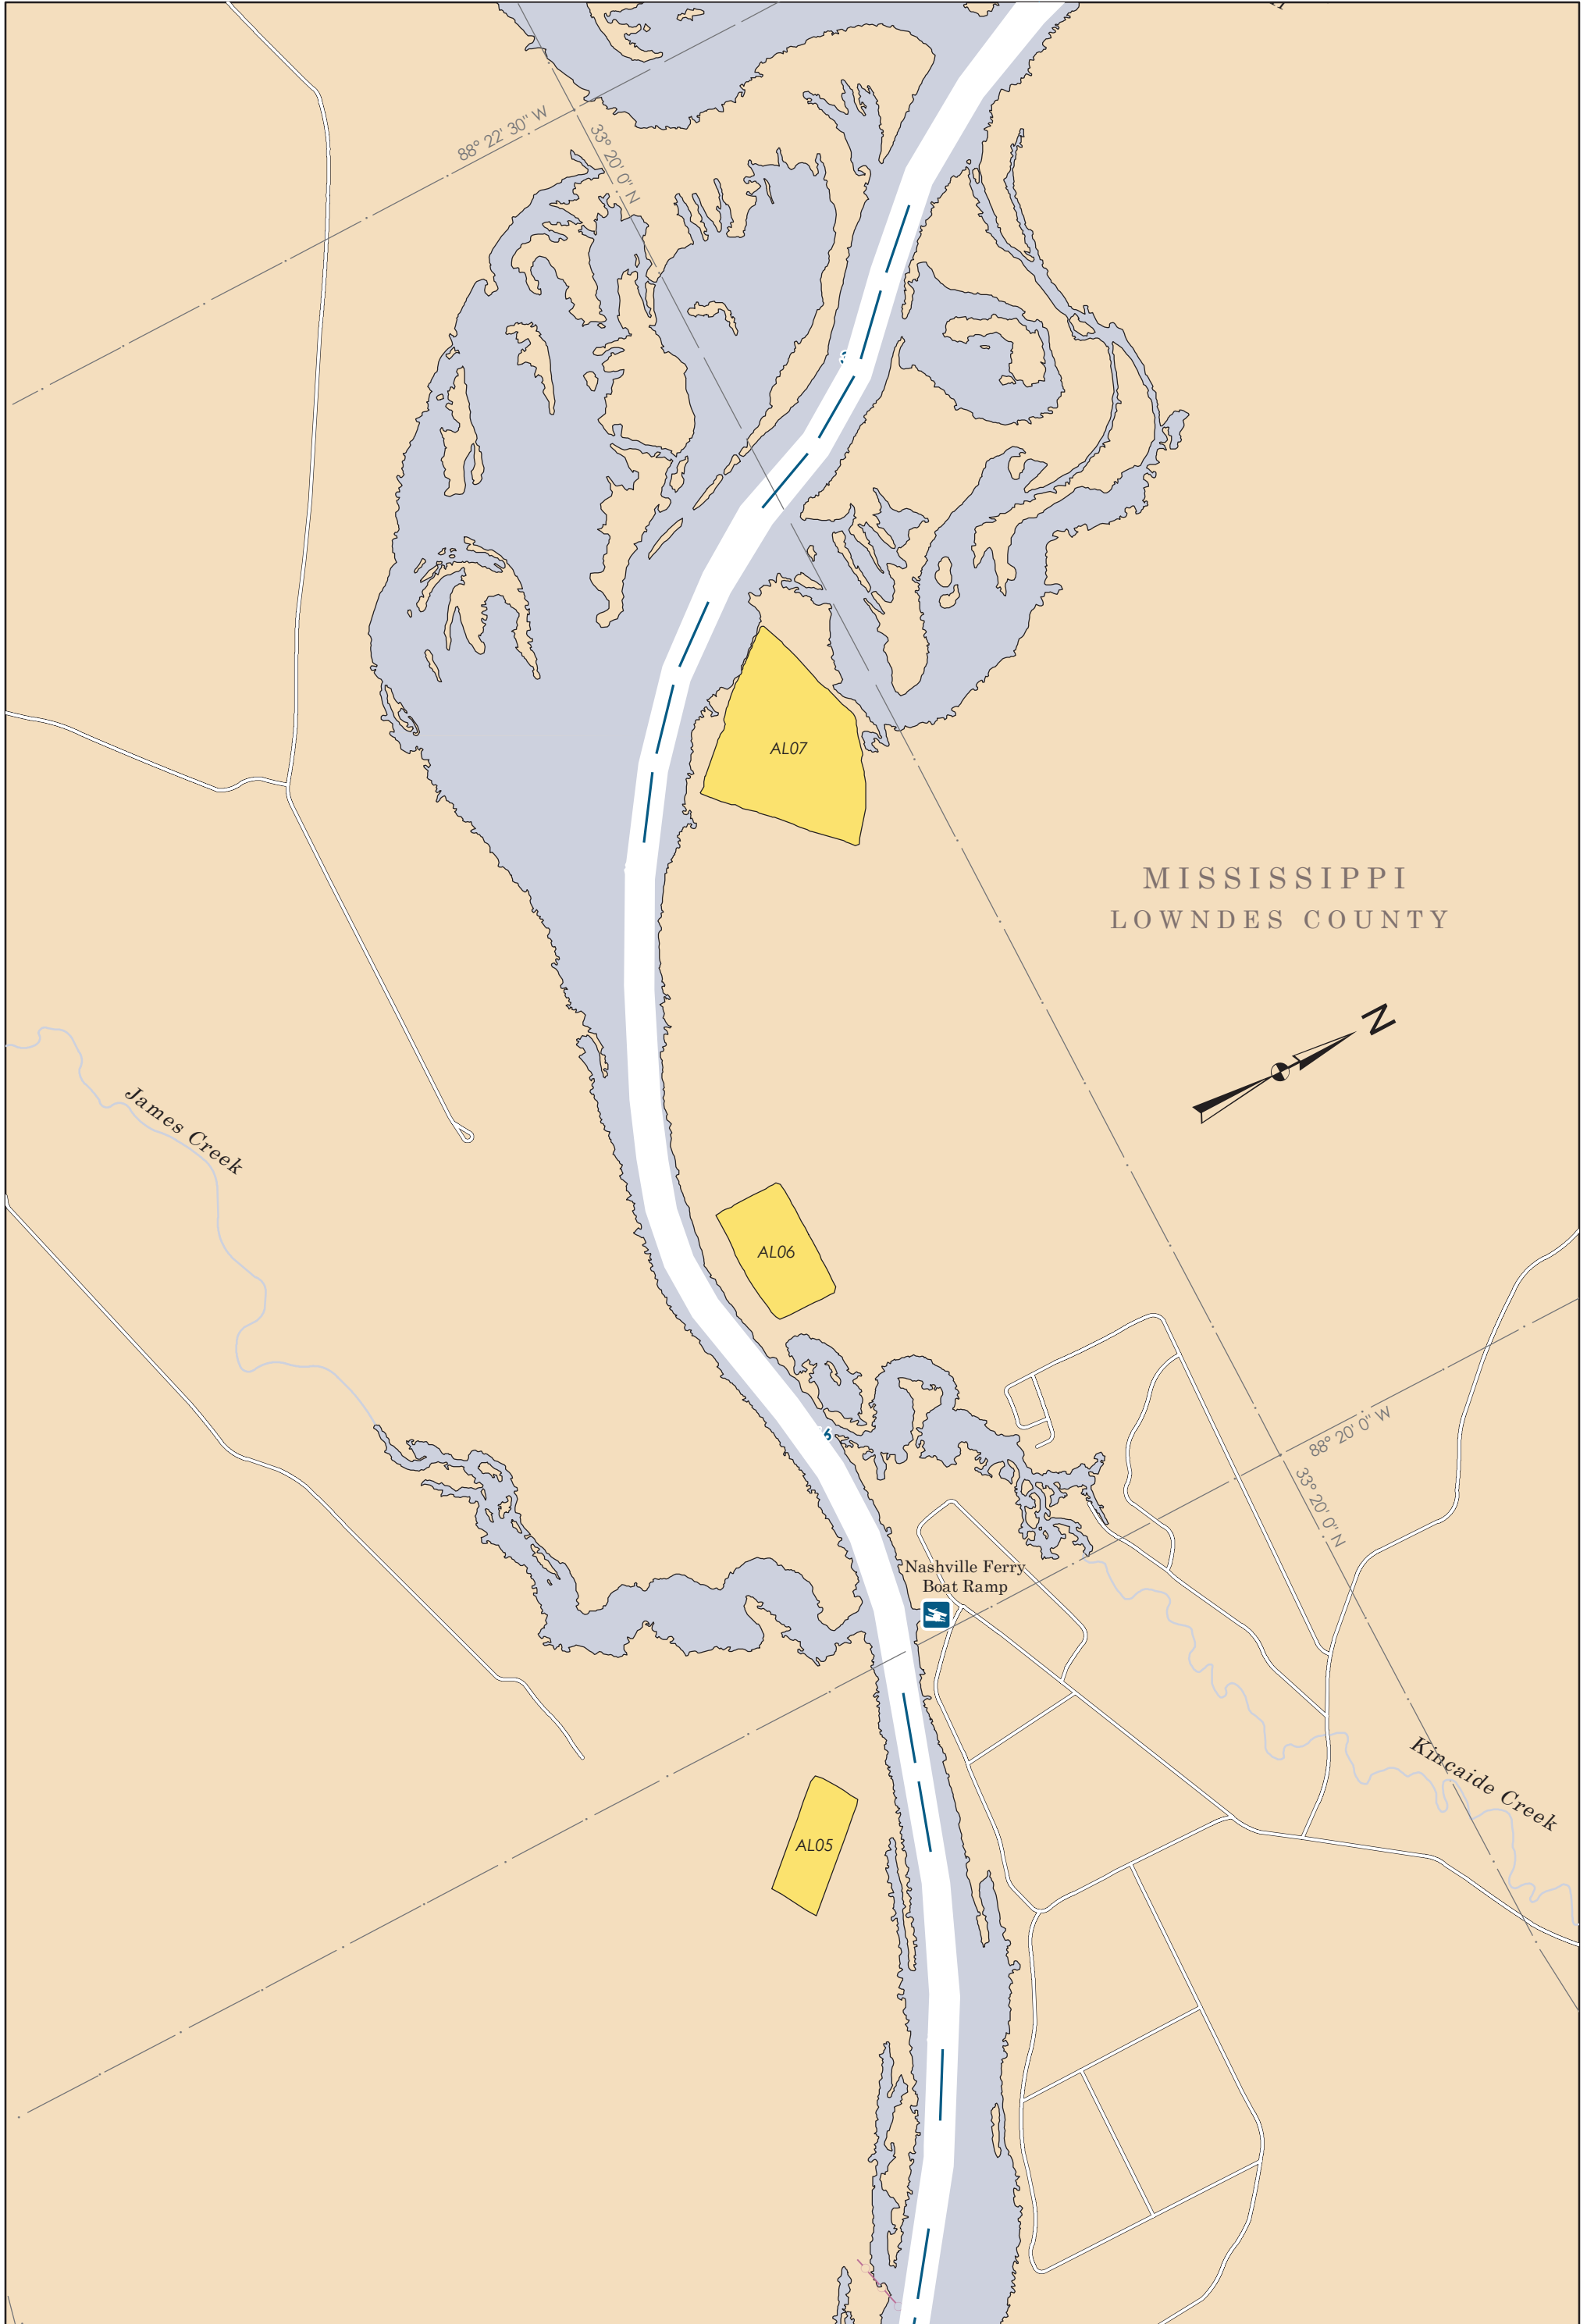 88° 22' 30" W
33° 20' 0" N
AL07
MISSISSIPPI
LOWNDES COUNTY
N
James Creek
AL06
88° 20' 0" W
33° 20' 0" N
Nashville Ferry
Boat Ramp
Kincaide Creek
AL05